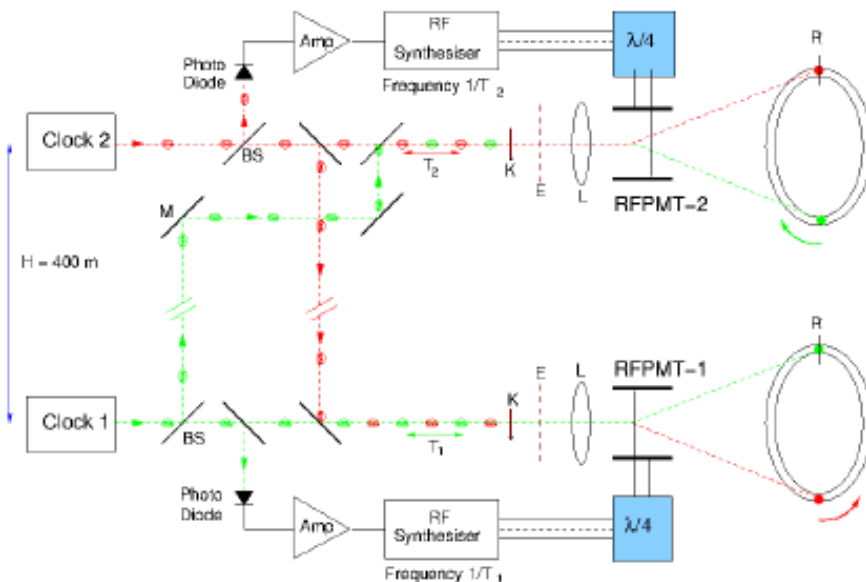 Amp
RF
Synthesiser
Frequency 1/T 2
λ/4
R
Photo
Diode
Clock 2
BS
T2
K
E
L
RFPMT-2
M
H = 400 m
Clock 1
BS
T1
K
E
L
RFPMT-1
R
Photo
Diode
Amp
RF
Synthesiser
Frequency 1/T 1
λ/4